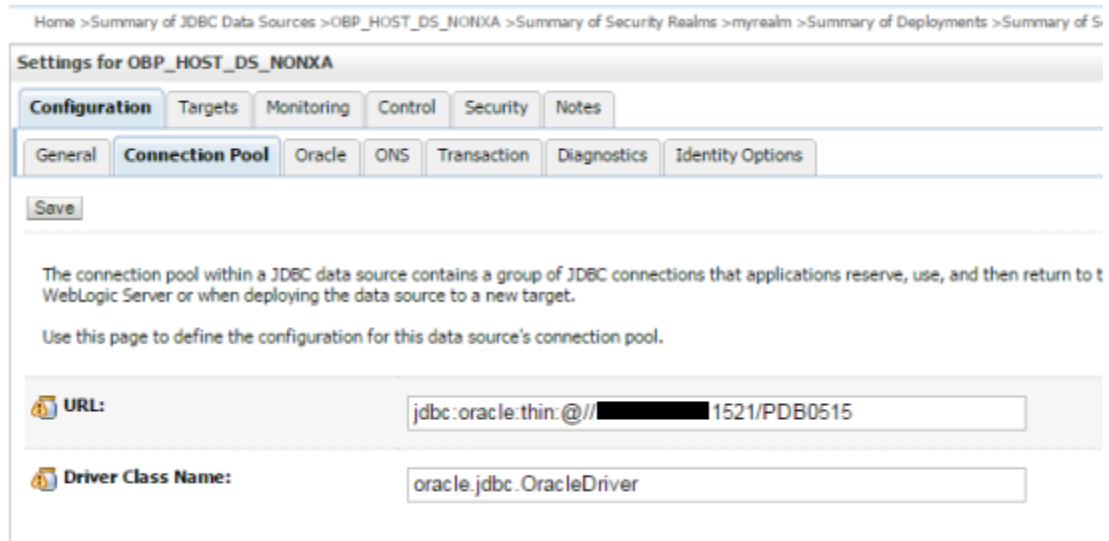 Home >Summary of JDBC Data Sources >OBP_HOST_DS_NONXA >Summary of Security Realms >myrealm >Summary of Deployments >Summary of
Settings for OBP_HOST_DS_NONXA
Configuration Targets Monitoring Control Security Notes
General Connection Pool Oracle ONS Transaction Diagnostics Identity Options
Save
The connection pool within a JDBC data source contains a group of JDBC connections that applications reserve, use, and then return to
WebLogic Server or when deploying the data source to a new target.
Use this page to define the configuration for this data source's connection pool.
URL: jdbc:oracle:thin:@// 1521/PDB0515
Driver Class Name: oracle.jdbc.OracleDriver